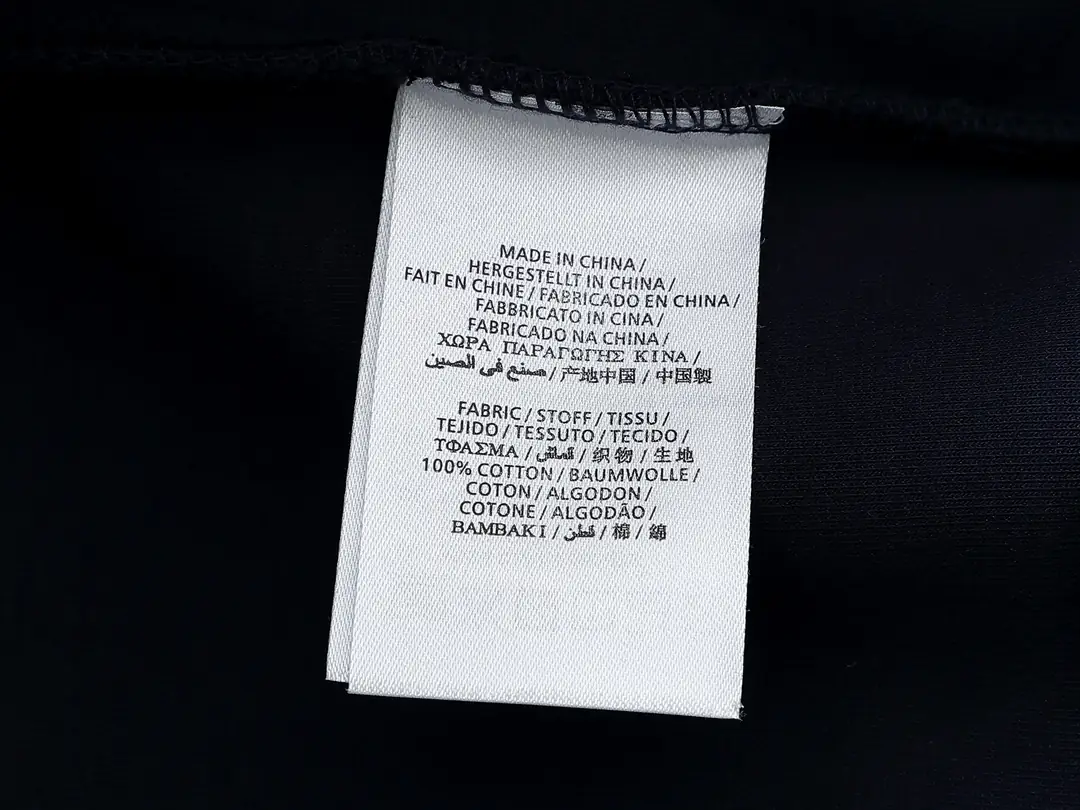 MADE IN CHINA /
HERGESTELLT IN CHINA /
FAIT EN CHINE / FABRICADO EN CHINA /
FABBRICATO IN CINA /
FABRICADO NA CHINA /
ΧΩΡΑ ΠΑΡΑΓΩΓΗΣ ΚΙΝΑ /
صنع في الصين / 产地中国 / 中国製
FABRIC / STOFF / TISSU /
TEJIDO / TESSUTO / TECIDO /
ΤΦΑΣΜΑ / قماش / 织物 / 生地
100% COTTON / BAUMWOLLE /
COTON / ALGODON /
COTONE / ALGODÃO /
ΒΑΜΒΑΚΙ / قطن / 棉 / 綿